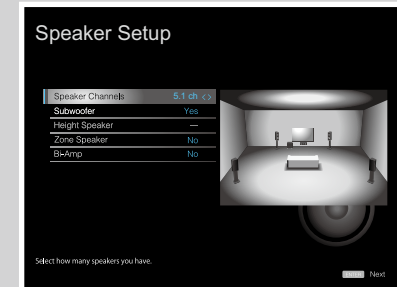 Speaker Setup
Speaker Channels 5.1 ch <>
Subwoofer Yes
Height Speaker —
Zone Speaker No
Bi-Amp No
Select how many speakers you have.
ENTER Next